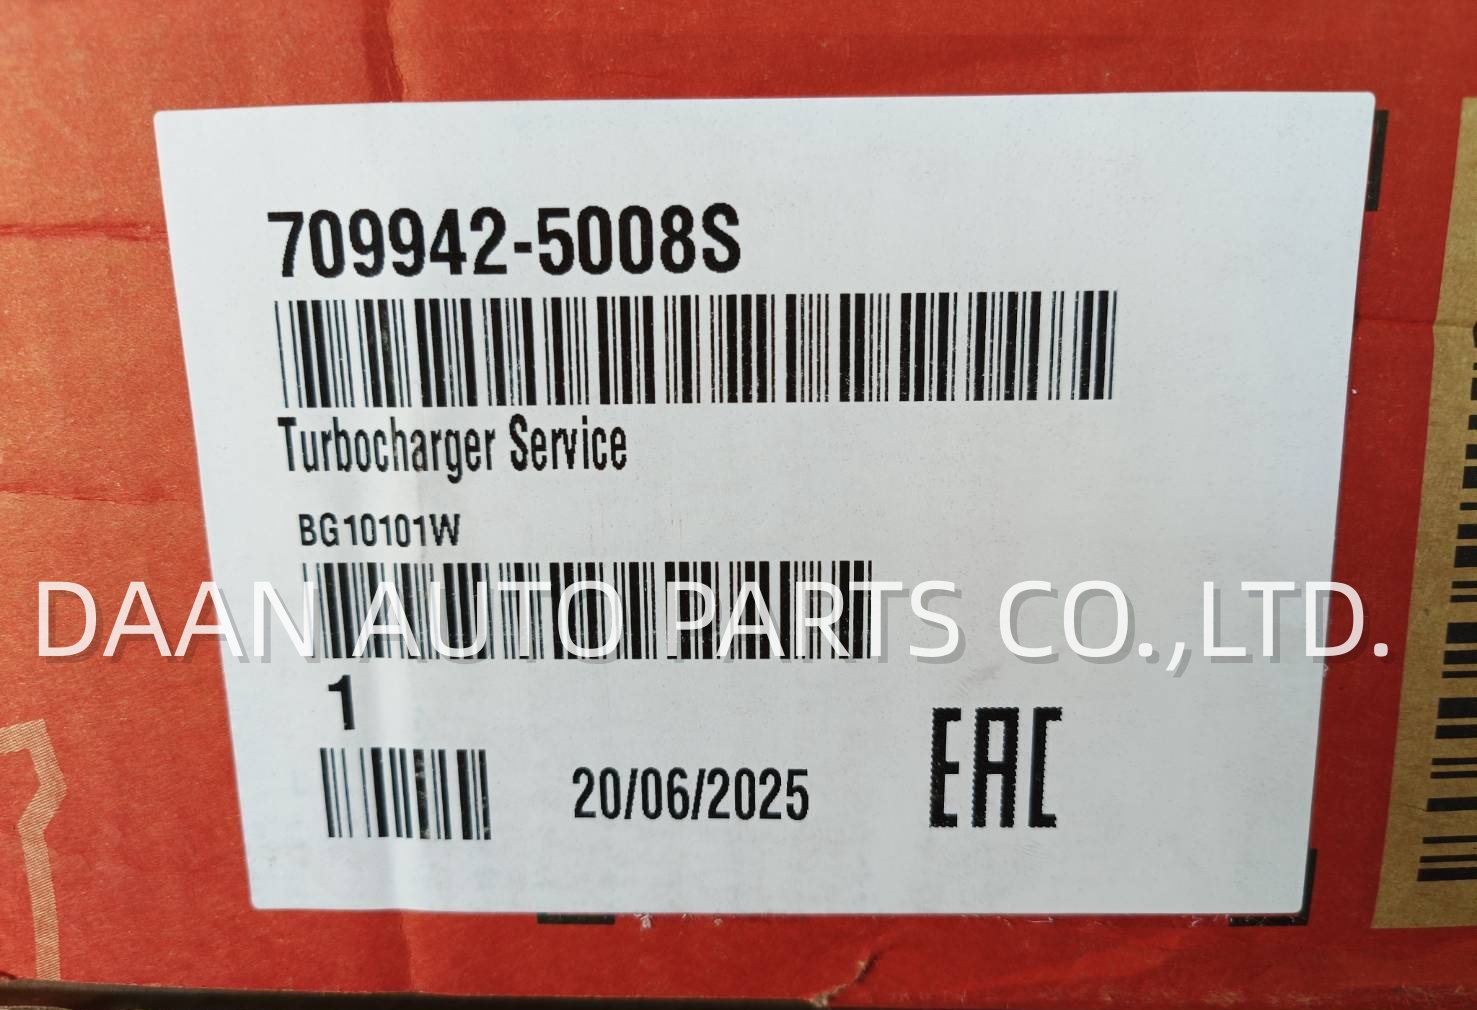 709942-5008S
Turbocharger Service
BG10101W
DAAN AUTO PARTS CO.,LTD.
1
20/06/2025
EAC